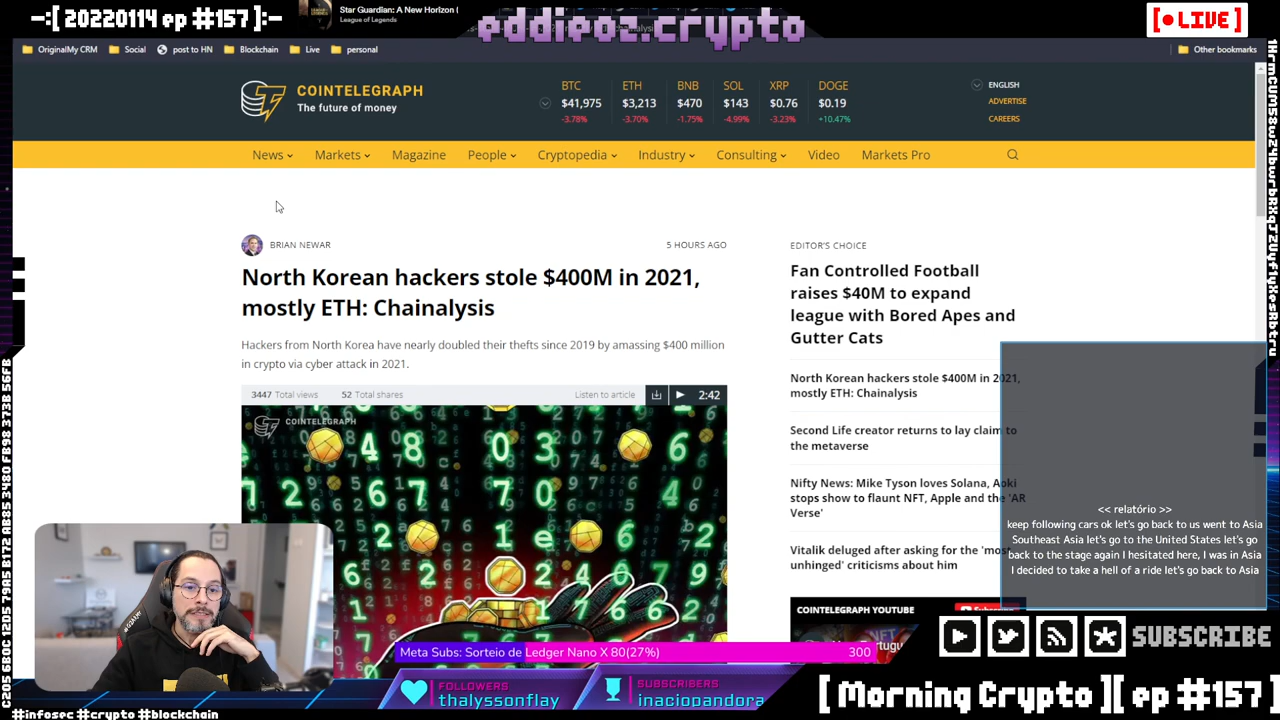 -:[ 20220114 ep #157]:-
Star Guardian: A New Horizon (
League of Legends
eddieoz.crypto
[● LIVE]
OriginalMy CRM
Social
post to HN
Blockchain
Live
personal
Other bookmarks
COINTELEGRAPH
The future of money
BTC
$41,975
-3.78%
ETH
$3,213
-3.70%
BNB
$470
-1.75%
SOL
$143
-4.99%
XRP
$0.76
-3.23%
DOGE
$0.19
+10.47%
ENGLISH
ADVERTISE
CAREERS
News
Markets
Magazine
People
Cryptopedia
Industry
Consulting
Video
Markets Pro
BRIAN NEWAR
5 HOURS AGO
North Korean hackers stole $400M in 2021,
mostly ETH: Chainalysis
Hackers from North Korea have nearly doubled their thefts since 2019 by amassing $400 million
in crypto via cyber attack in 2021.
3447 Total views
52 Total shares
Listen to article
2:42
COINTELEGRAPH
EDITOR'S CHOICE
Fan Controlled Football
raises $40M to expand
league with Bored Apes and
Gutter Cats
North Korean hackers stole $400M in 2021,
mostly ETH: Chainalysis
Second Life creator returns to lay claim to
the metaverse
Nifty News: Mike Tyson loves Solana, Aoki
stops show to flaunt NFT, Apple and the 'AR
Verse'
Vitalik deluged after asking for the 'most
unhinged' criticisms about him
COINTELEGRAPH YOUTUBE
<< relatório >>
keep following cars ok let's go back to us went to Asia
Southeast Asia let's go to the United States let's go
back to the stage again I hesitated here, I was in Asia
I decided to take a hell of a ride let's go back to Asia
SUBSCRIBE
Meta Subs: Sorteio de Ledger Nano X 80(27%)
300
FOLLOWERS
thalyssonflay
SUBSCRIBERS
inaciopandora
[ Morning Crypto ][ ep #157 ]
#infosec #crypto #blockchain